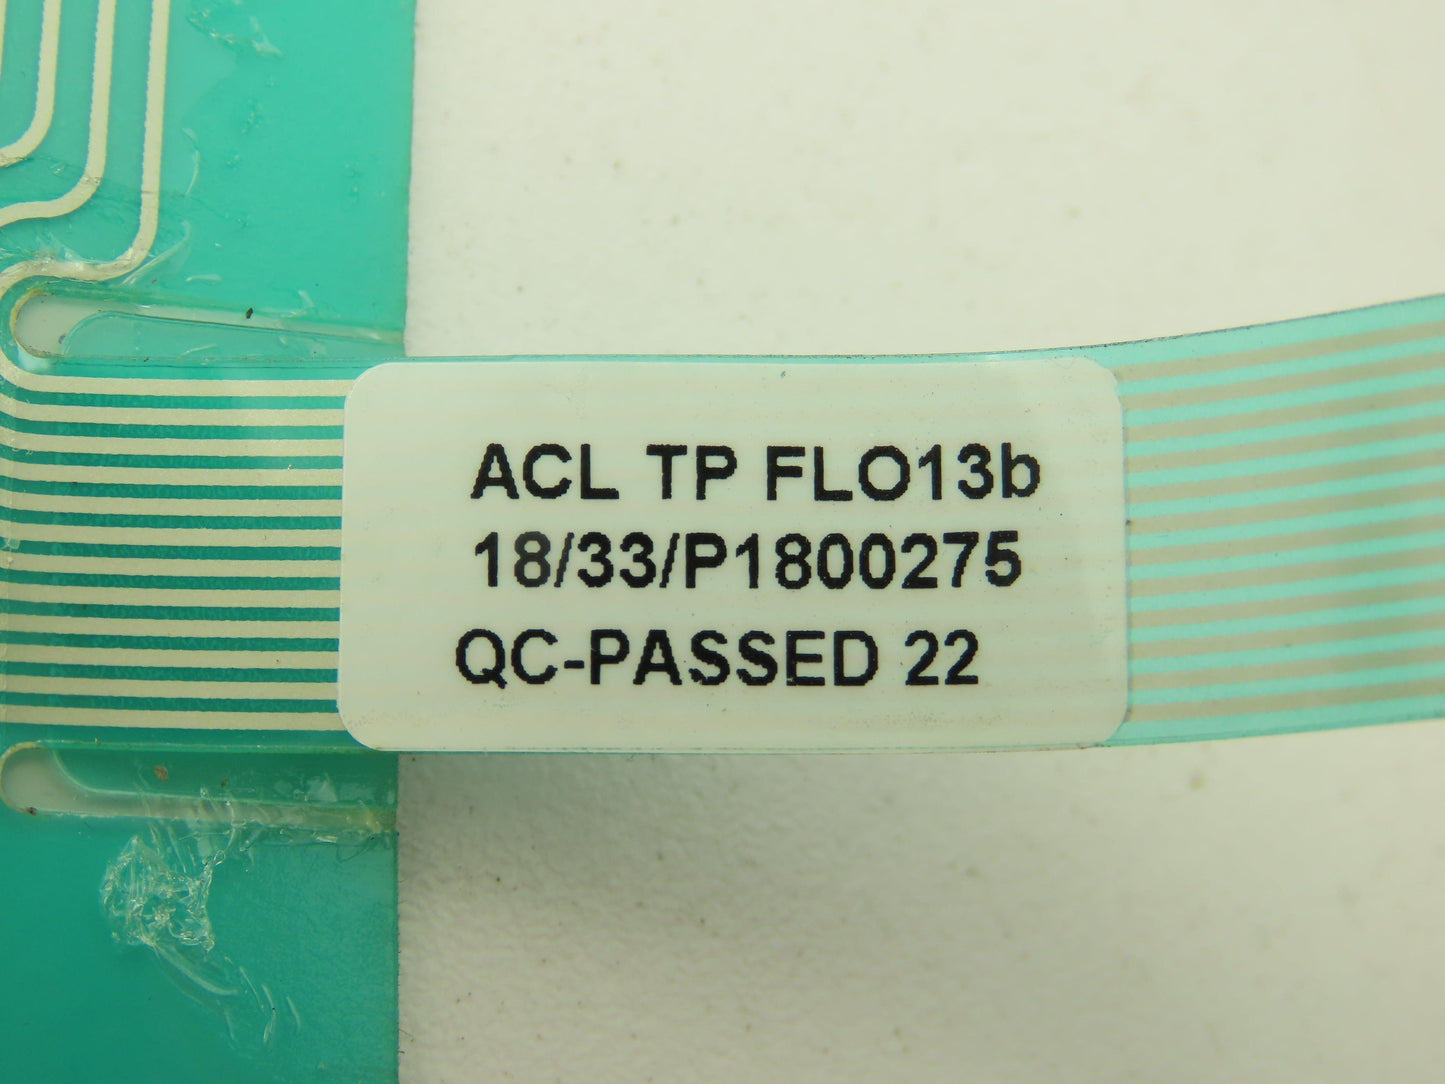 ACL TP FLO13b
18/33/P1800275
QC-PASSED 22